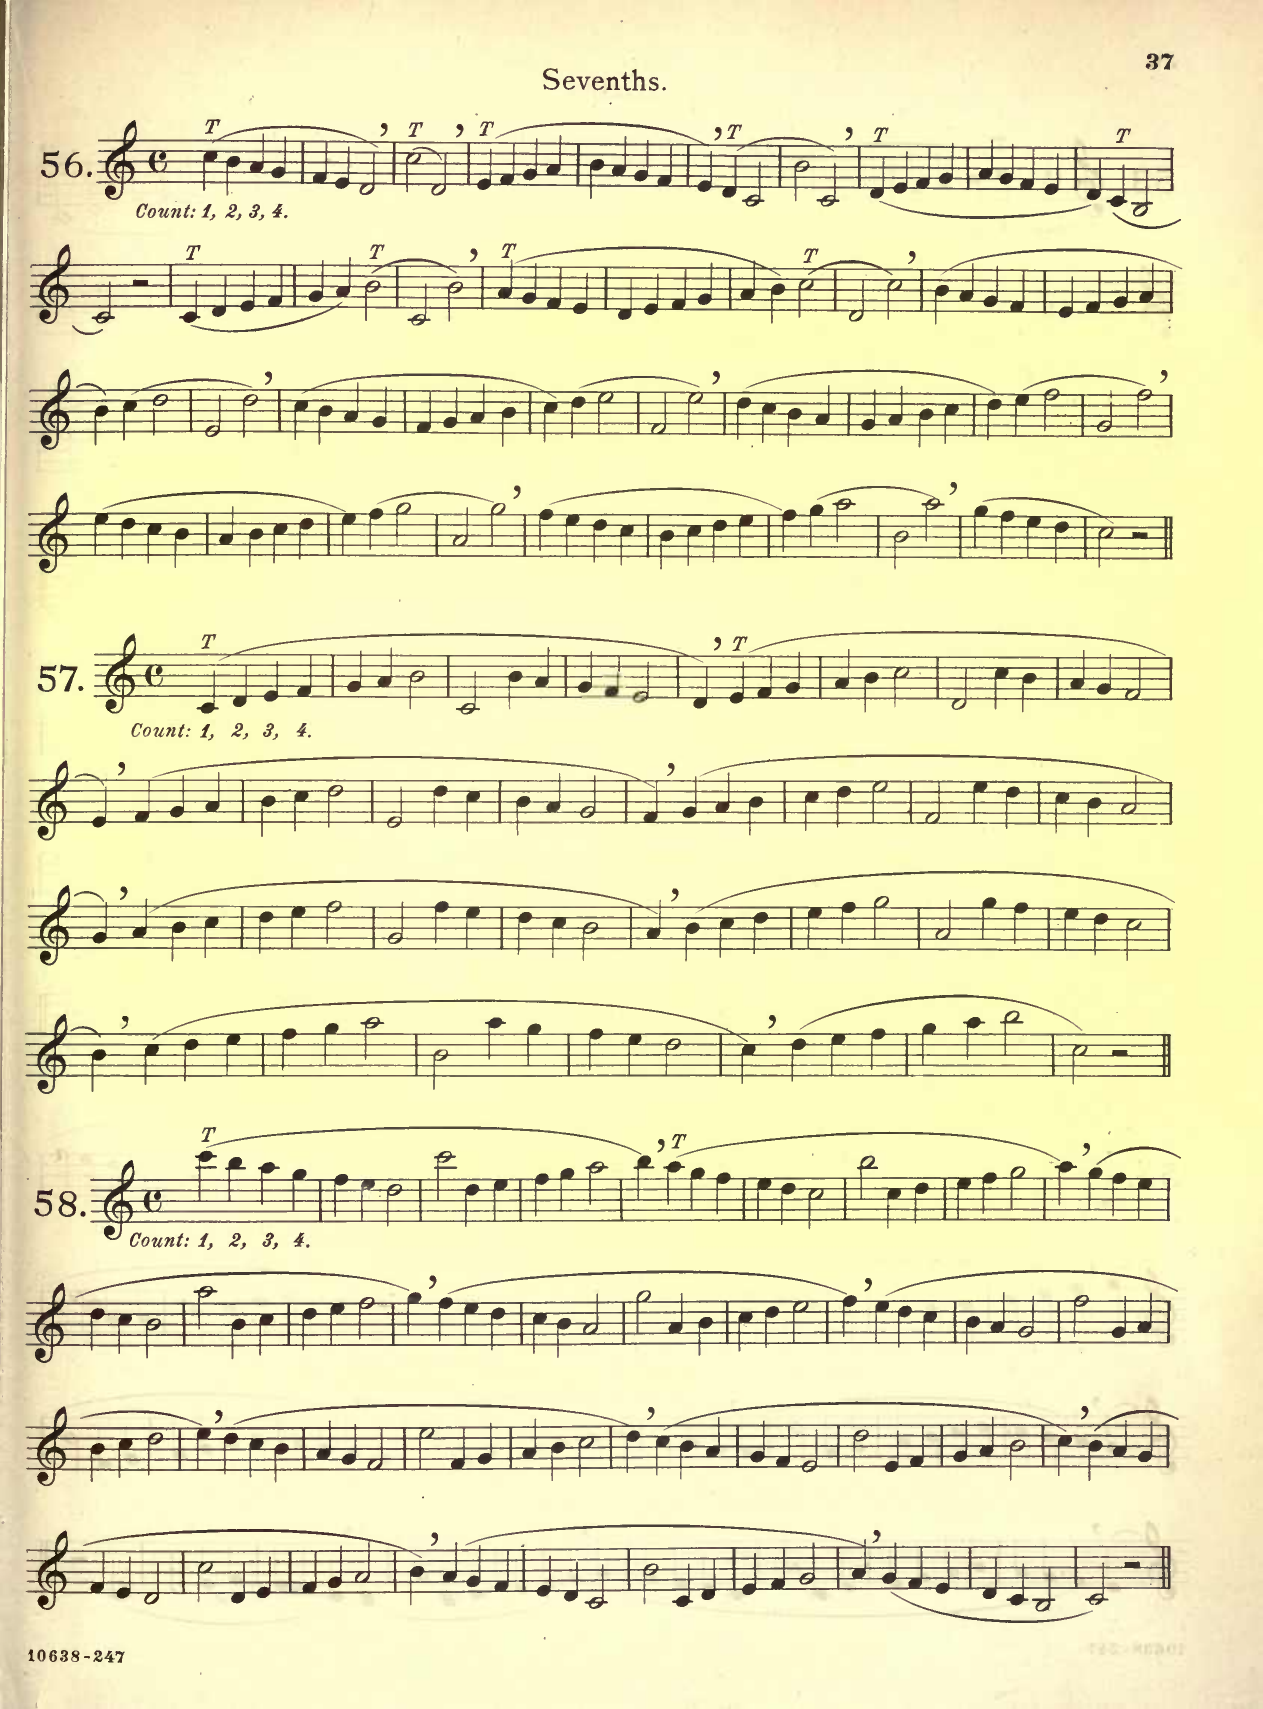 37
Sevenths.
T T T T T T
56.
Count: 1, 2, 3, 4.
T T T T
T T
57.
Count: 1, 2, 3, 4.
T T
58.
Count: 1, 2, 3, 4.
10638-247